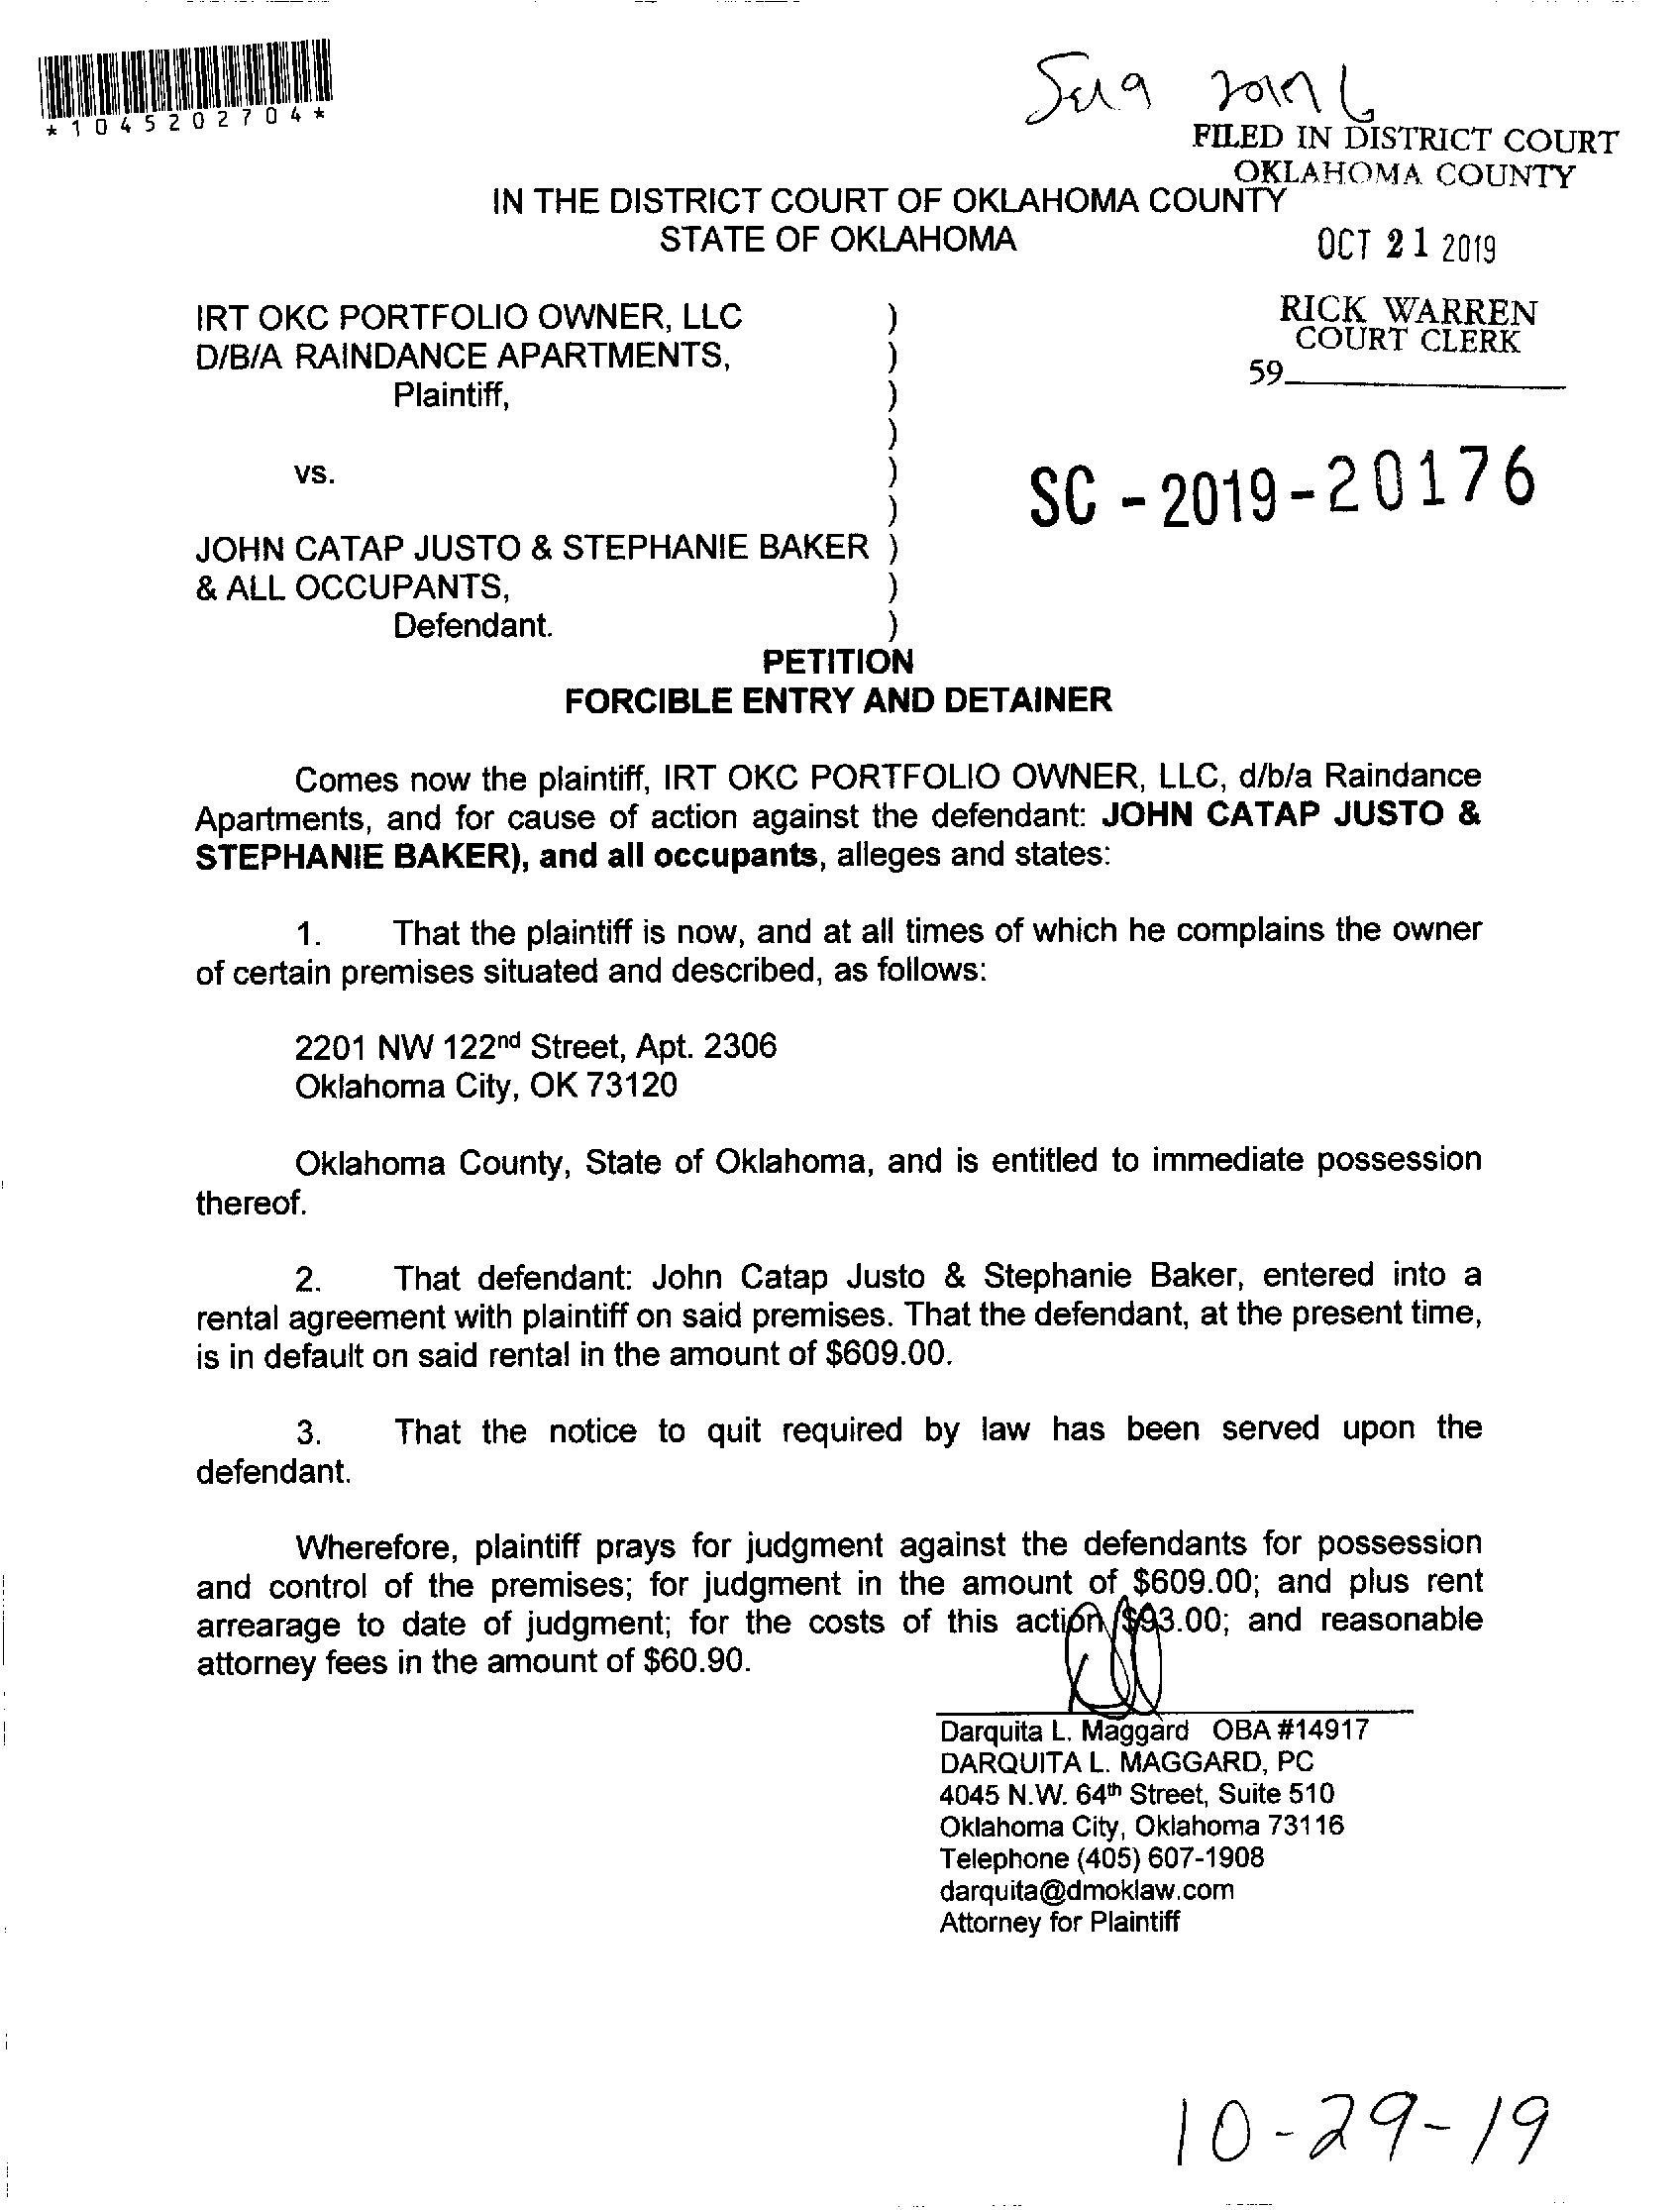 *1045202704*
FILED IN DISTRICT COURT
OKLAHOMA COUNTY
IN THE DISTRICT COURT OF OKLAHOMA COUNTY
STATE OF OKLAHOMA
OCT 21 2019
RICK WARREN
COURT CLERK
59
IRT OKC PORTFOLIO OWNER, LLC )
D/B/A RAINDANCE APARTMENTS, )
Plaintiff, )
)
vs. )
)
SC - 2019 - 20176
JOHN CATAP JUSTO & STEPHANIE BAKER )
& ALL OCCUPANTS, )
Defendant. )
PETITION
FORCIBLE ENTRY AND DETAINER
Comes now the plaintiff, IRT OKC PORTFOLIO OWNER, LLC, d/b/a Raindance
Apartments, and for cause of action against the defendant: JOHN CATAP JUSTO &
STEPHANIE BAKER), and all occupants, alleges and states:
1. That the plaintiff is now, and at all times of which he complains the owner
of certain premises situated and described, as follows:
2201 NW 122nd Street, Apt. 2306
Oklahoma City, OK 73120
Oklahoma County, State of Oklahoma, and is entitled to immediate possession
thereof.
2. That defendant: John Catap Justo & Stephanie Baker, entered into a
rental agreement with plaintiff on said premises. That the defendant, at the present time,
is in default on said rental in the amount of $609.00.
3. That the notice to quit required by law has been served upon the
defendant.
Wherefore, plaintiff prays for judgment against the defendants for possession
and control of the premises; for judgment in the amount of $609.00; and plus rent
arrearage to date of judgment; for the costs of this action $93.00; and reasonable
attorney fees in the amount of $60.90.
Darquita L. Maggard OBA #14917
DARQUITA L. MAGGARD, PC
4045 N.W. 64th Street, Suite 510
Oklahoma City, Oklahoma 73116
Telephone (405) 607-1908
darquita@dmoklaw.com
Attorney for Plaintiff
10-29-19